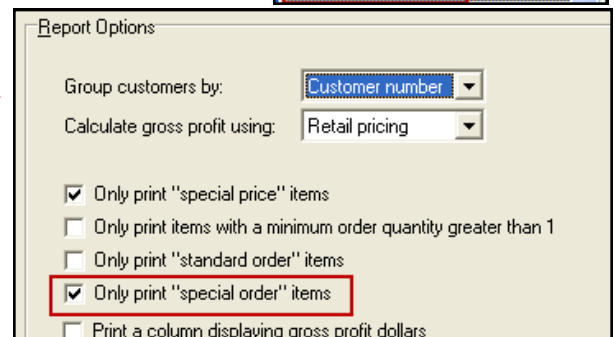 Report Options
Group customers by: Customer number
Calculate gross profit using: Retail pricing
Only print "special price" items
Only print items with a minimum order quantity greater than 1
Only print "standard order" items
Only print "special order" items
Print a column displaying gross profit dollars